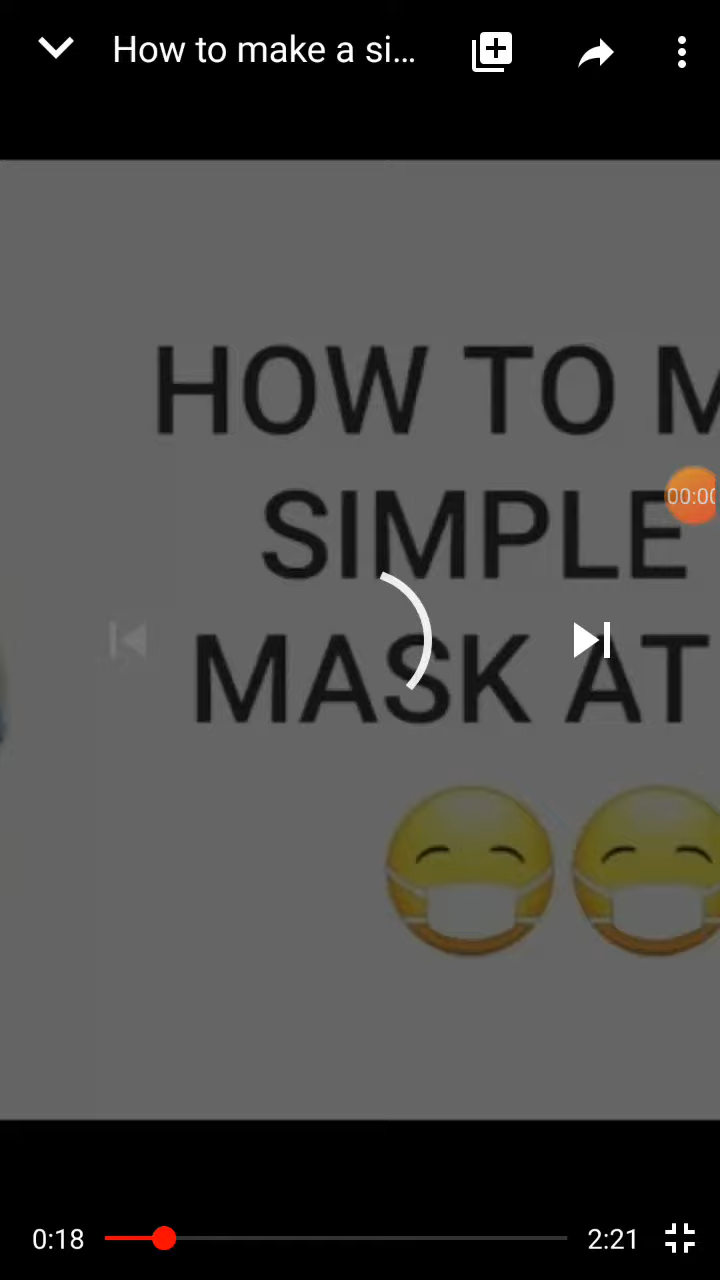 How to make a si...
HOW TO M
SIMPLE
00:00
MASK AT
0:18
2:21